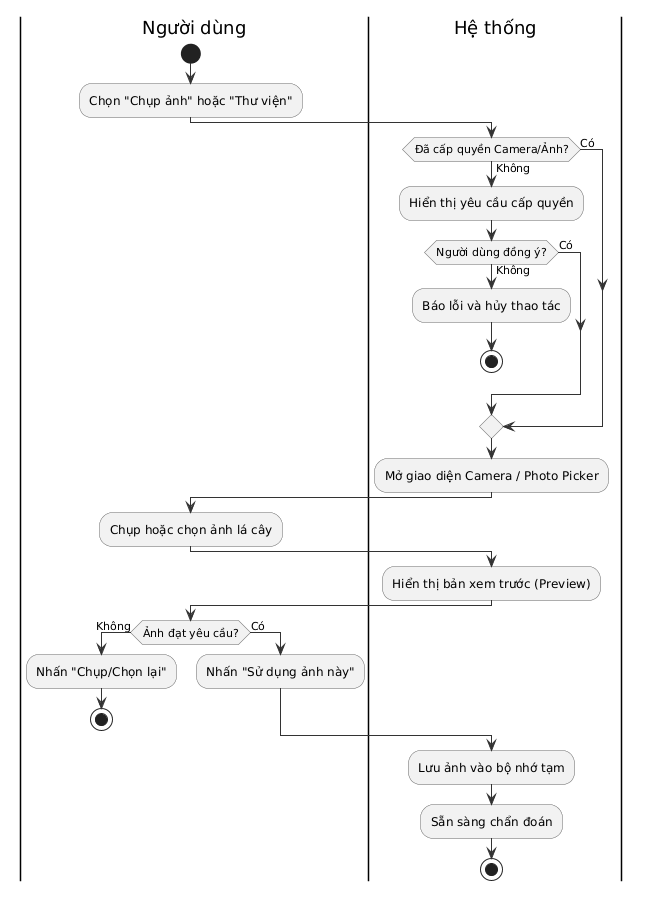 Người dùng
Hệ thống
Chọn "Chụp ảnh" hoặc "Thư viện"
Đã cấp quyền Camera/Ảnh?
Có
Không
Hiển thị yêu cầu cấp quyền
Người dùng đồng ý?
Có
Không
Báo lỗi và hủy thao tác
Mở giao diện Camera / Photo Picker
Chụp hoặc chọn ảnh lá cây
Hiển thị bản xem trước (Preview)
Không
Ảnh đạt yêu cầu?
Có
Nhấn "Chụp/Chọn lại"
Nhấn "Sử dụng ảnh này"
Lưu ảnh vào bộ nhớ tạm
Sẵn sàng chẩn đoán